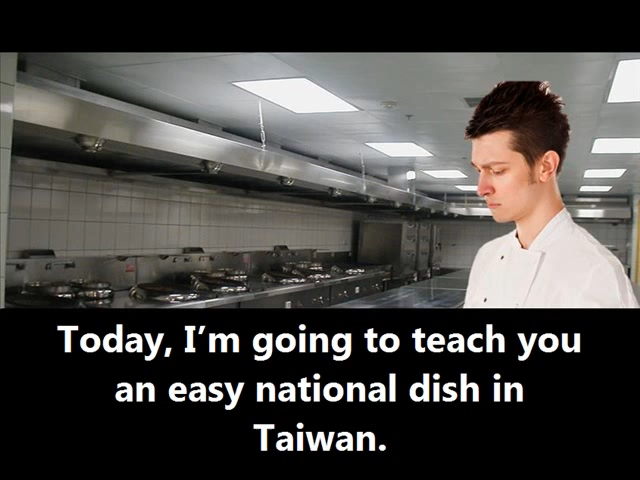 Today, I’m going to teach you
an easy national dish in
Taiwan.